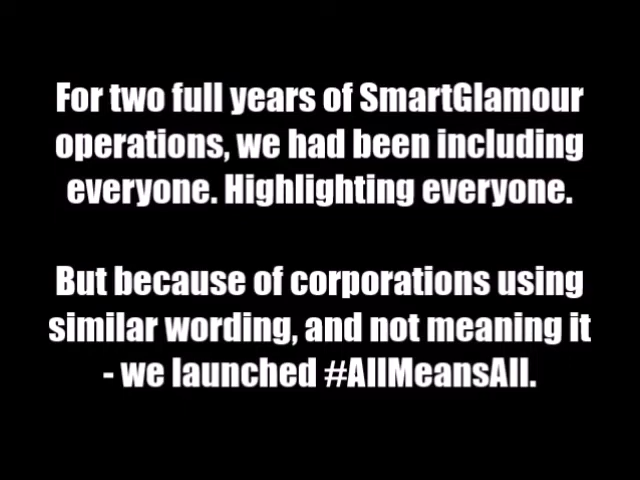 For two full years of SmartGlamour
operations, we had been including
everyone. Highlighting everyone.
But because of corporations using
similar wording, and not meaning it
- we launched #AllMeansAll.